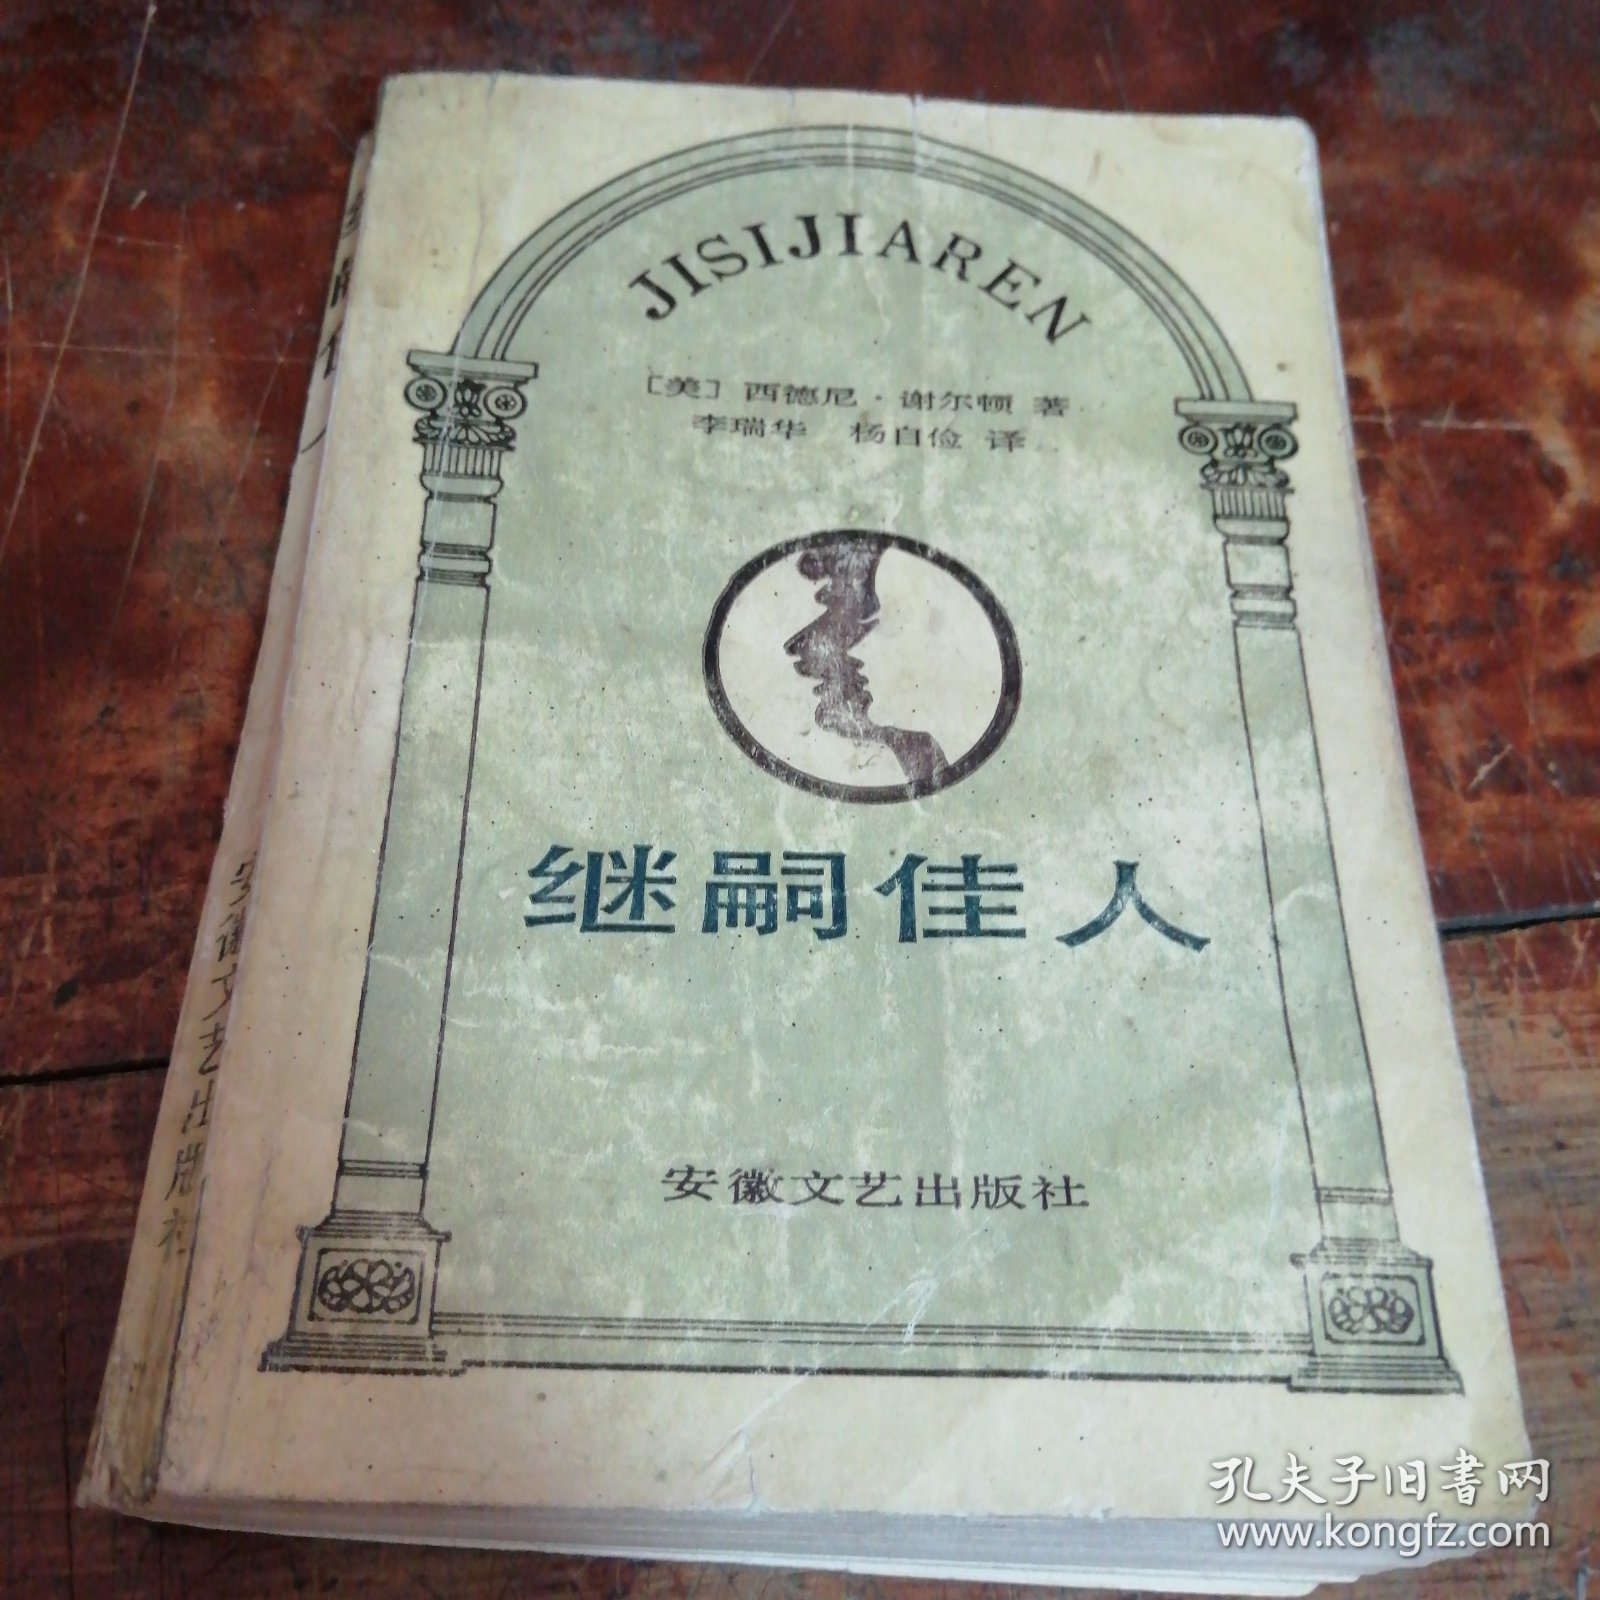 JISIJIAREN
[美] 西德尼·谢尔顿 著
李瑞华 杨自俭 译
继嗣佳人
安徽文艺出版社
安徽文艺出版社
孔夫子旧书网
www.kongfz.com